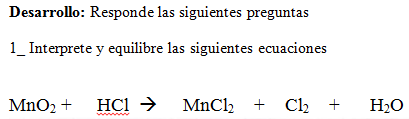 Desarrollo: Responde las siguientes preguntas
1_ Interprete y equilibre las siguientes ecuaciones
MnO₂ + HCl → MnCl₂ + Cl₂ + H₂O